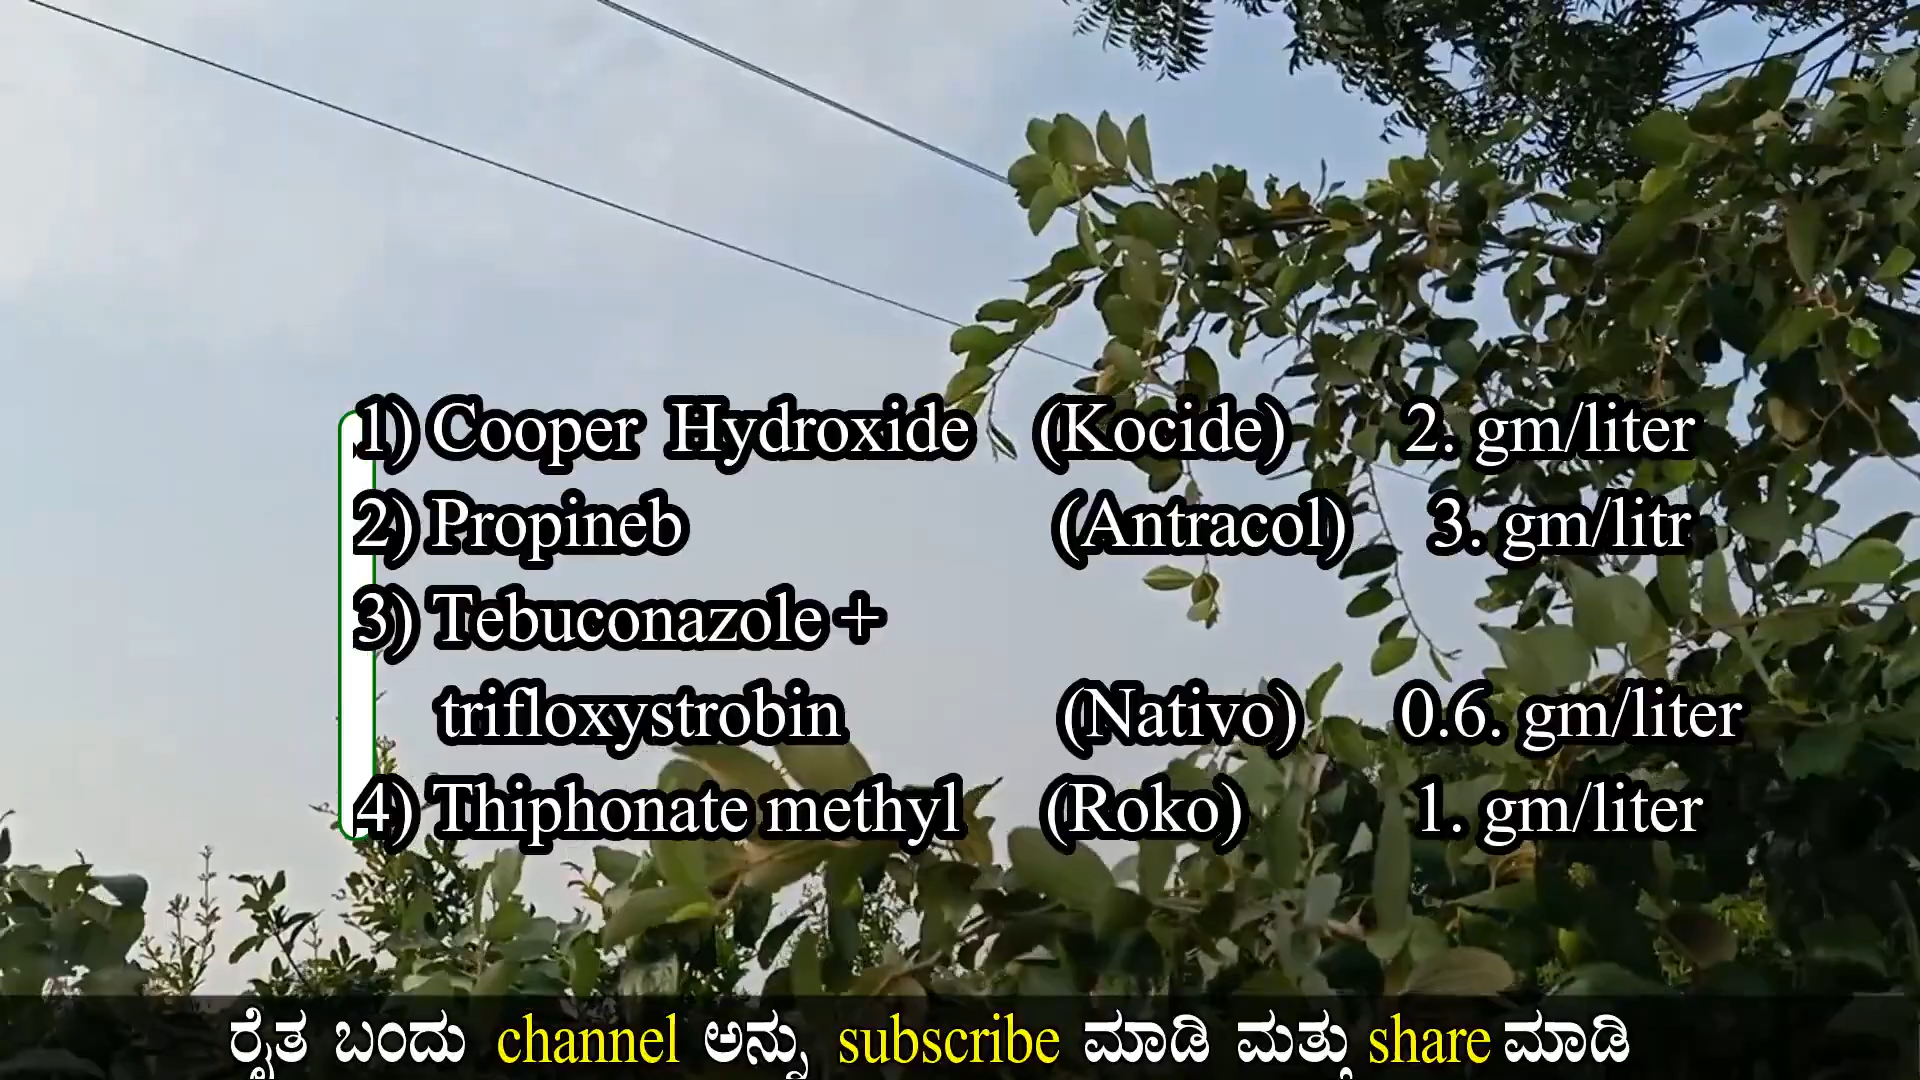 1) Cooper Hydroxide (Kocide) 2. gm/liter
2) Propineb (Antracol) 3. gm/litr
3) Tebuconazole +
trifloxystrobin (Nativo) 0.6. gm/liter
4) Thiphonate methyl (Roko) 1. gm/liter
ರೈತ ಬಂದು channel ಅನ್ನು subscribe ಮಾಡಿ ಮತ್ತು share ಮಾಡಿ